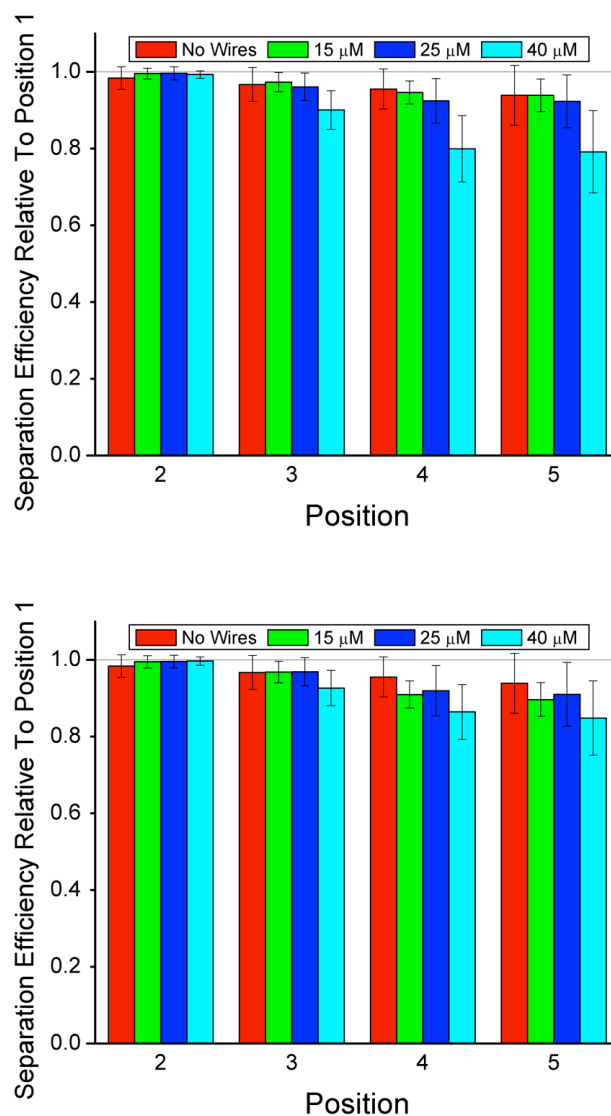 No Wires 15 μM 25 μM 40 μM
Separation Efficiency Relative To Position 1
1.0
0.8
0.6
0.4
0.2
0.0
2 3 4 5
Position
No Wires 15 μM 25 μM 40 μM
Separation Efficiency Relative To Position 1
1.0
0.8
0.6
0.4
0.2
0.0
2 3 4 5
Position